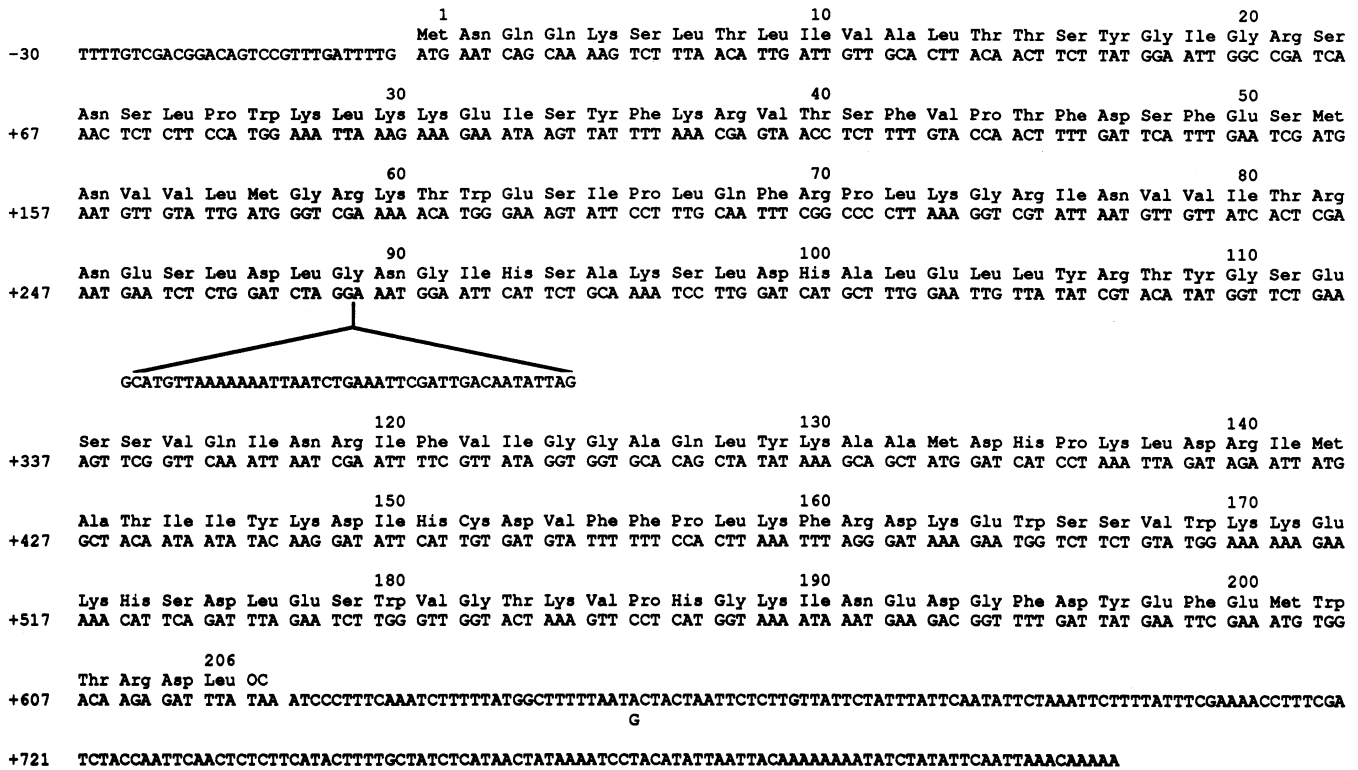 1 10 20
Met Asn Gln Gln Lys Ser Leu Thr Leu Ile Val Ala Leu Thr Thr Ser Tyr Gly Ile Gly Arg Ser
-30 TTTTGTCGACGGACAGTCCGTTTGATTTTG ATG AAT CAG CAA AAG TCT TTA ACA TTG ATT GTT GCA CTT ACA ACT TCT TAT GGA ATT GGC CGA TCA
30 40 50
Asn Ser Leu Pro Trp Lys Leu Lys Lys Glu Ile Ser Tyr Phe Lys Arg Val Thr Ser Phe Val Pro Thr Phe Asp Ser Phe Glu Ser Met
+67 AAC TCT CTT CCA TGG AAA TTA AAG AAA GAA ATA AGT TAT TTT AAA CGA GTA ACC TCT TTT GTA CCA ACT TTT GAT TCA TTT GAA TCG ATG
60 70 80
Asn Val Val Leu Met Gly Arg Lys Thr Trp Glu Ser Ile Pro Leu Gln Phe Arg Pro Leu Lys Gly Arg Ile Asn Val Val Ile Thr Arg
+157 AAT GTT GTA TTG ATG GGT CGA AAA ACA TGG GAA AGT ATT CCT TTG CAA TTT CGG CCC CTT AAA GGT CGT ATT AAT GTT GTT ATC ACT CGA
90 100 110
Asn Glu Ser Leu Asp Leu Gly Asn Gly Ile His Ser Ala Lys Ser Leu Asp His Ala Leu Glu Leu Leu Tyr Arg Thr Tyr Gly Ser Glu
+247 AAT GAA TCT CTG GAT CTA GGA AAT GGA ATT CAT TCT GCA AAA TCC TTG GAT CAT GCT TTG GAA TTG TTA TAT CGT ACA TAT GGT TCT GAA
GCATGTTAAAAAAATTAATCTGAAATTCGATTGACAATATTAG
120 130 140
Ser Ser Val Gln Ile Asn Arg Ile Phe Val Ile Gly Gly Ala Gln Leu Tyr Lys Ala Ala Met Asp His Pro Lys Leu Asp Arg Ile Met
+337 AGT TCG GTT CAA ATT AAT CGA ATT TTC GTT ATA GGT GGT GCA CAG CTA TAT AAA GCA GCT ATG GAT CAT CCT AAA TTA GAT AGA ATT ATG
150 160 170
Ala Thr Ile Ile Tyr Lys Asp Ile His Cys Asp Val Phe Phe Pro Leu Lys Phe Arg Asp Lys Glu Trp Ser Ser Val Trp Lys Lys Glu
+427 GCT ACA ATA ATA TAC AAG GAT ATT CAT TGT GAT GTA TTT TTT CCA CTT AAA TTT AGG GAT AAA GAA TGG TCT TCT GTA TGG AAA AAA GAA
180 190 200
Lys His Ser Asp Leu Glu Ser Trp Val Gly Thr Lys Val Pro His Gly Lys Ile Asn Glu Asp Gly Phe Asp Tyr Glu Phe Glu Met Trp
+517 AAA CAT TCA GAT TTA GAA TCT TGG GTT GGT ACT AAA GTT CCT CAT GGT AAA ATA AAT GAA GAC GGT TTT GAT TAT GAA TTC GAA ATG TGG
206
Thr Arg Asp Leu OC
+607 ACA AGA GAT TTA TAA ATCCCTTTCAAATCTTTTTATGGCTTTTTAATACTACTAATTCTCTTGTTATTCTATTTATTCAATATTCTAAATTCTTTTATTTCGAAAACCTTTCGA
G
+721 TCTACCAATTCAACTCTCTTCATACTTTTGCTATCTCATAACTATAAAATCCTACATATTAATTACAAAAAAAATATCTATATTCAATTAAACAAAAA